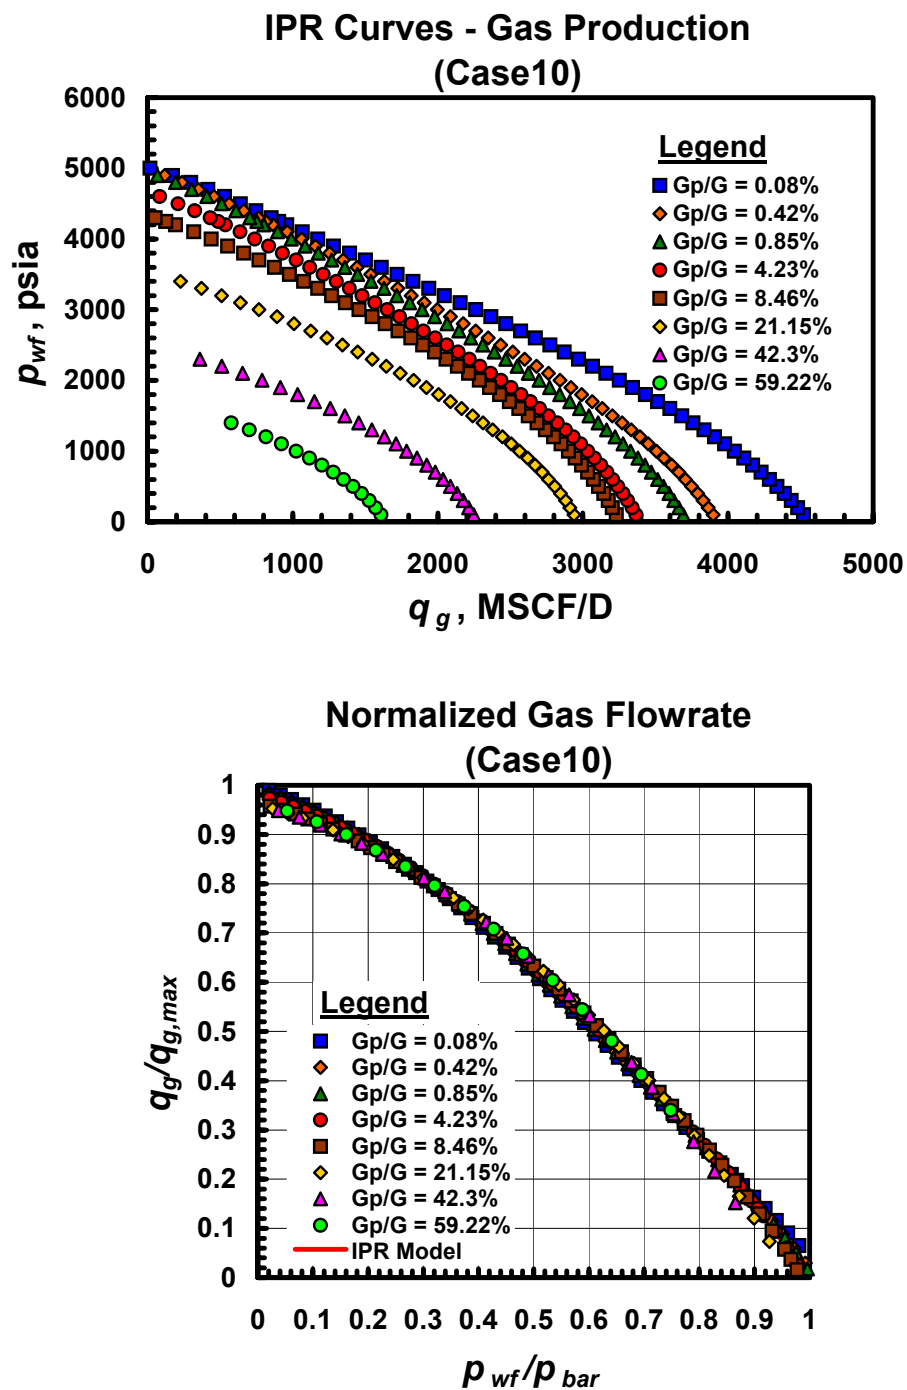 IPR Curves - Gas Production
(Case10)
6000
5000
4000
3000
2000
1000
0
p wf , psia
Legend
Gp/G = 0.08%
Gp/G = 0.42%
Gp/G = 0.85%
Gp/G = 4.23%
Gp/G = 8.46%
Gp/G = 21.15%
Gp/G = 42.3%
Gp/G = 59.22%
0 1000 2000 3000 4000 5000
q g , MSCF/D
Normalized Gas Flowrate
(Case10)
1
0.9
0.8
0.7
0.6
0.5
0.4
0.3
0.2
0.1
0
q g /q g,max
Legend
Gp/G = 0.08%
Gp/G = 0.42%
Gp/G = 0.85%
Gp/G = 4.23%
Gp/G = 8.46%
Gp/G = 21.15%
Gp/G = 42.3%
Gp/G = 59.22%
IPR Model
0 0.1 0.2 0.3 0.4 0.5 0.6 0.7 0.8 0.9 1
p wf /p bar